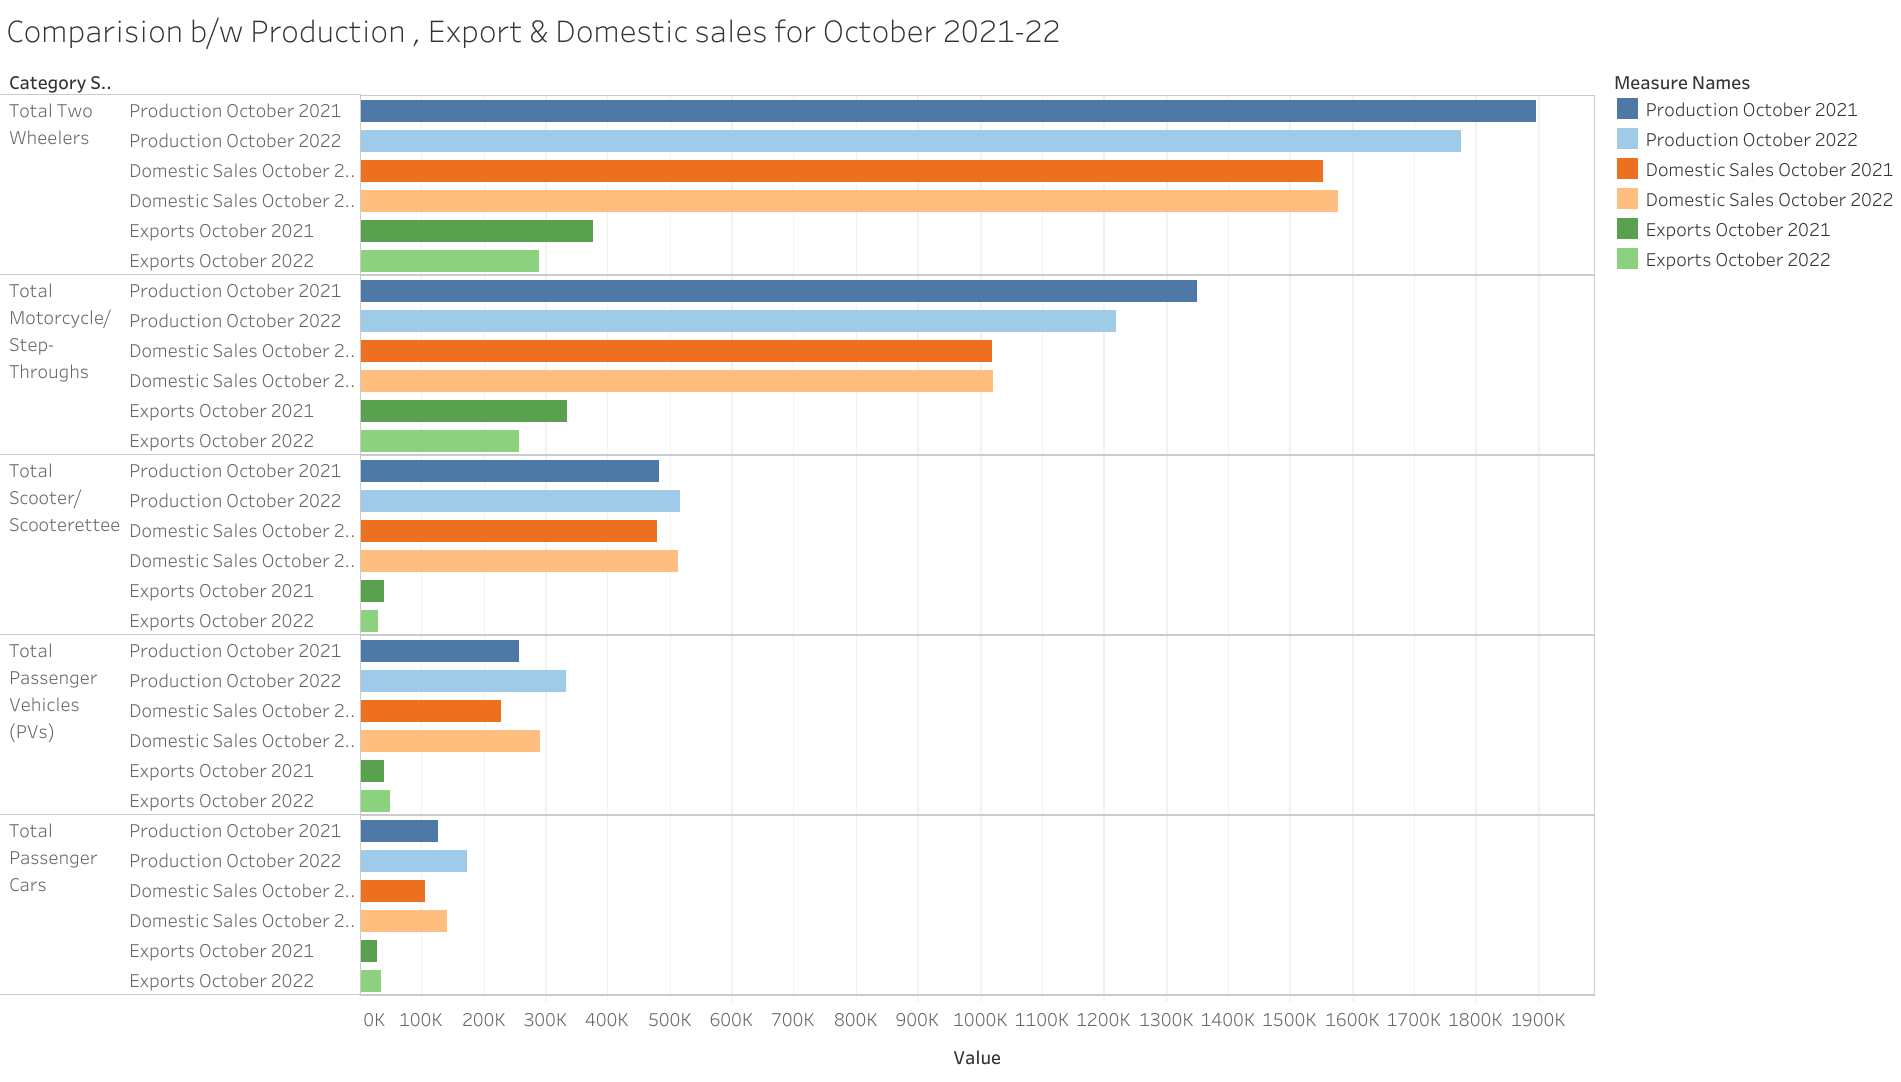 Comparision b/w Production , Export & Domestic sales for October 2021-22
Category S..
Total Two
Wheelers
Production October 2021
Production October 2022
Domestic Sales October 2..
Domestic Sales October 2..
Exports October 2021
Exports October 2022
Total
Motorcycle/
Step-
Throughs
Production October 2021
Production October 2022
Domestic Sales October 2..
Domestic Sales October 2..
Exports October 2021
Exports October 2022
Total
Scooter/
Scooterettee
Production October 2021
Production October 2022
Domestic Sales October 2..
Domestic Sales October 2..
Exports October 2021
Exports October 2022
Total
Passenger
Vehicles
(PVs)
Production October 2021
Production October 2022
Domestic Sales October 2..
Domestic Sales October 2..
Exports October 2021
Exports October 2022
Total
Passenger
Cars
Production October 2021
Production October 2022
Domestic Sales October 2..
Domestic Sales October 2..
Exports October 2021
Exports October 2022
0K 100K 200K 300K 400K 500K 600K 700K 800K 900K 1000K 1100K 1200K 1300K 1400K 1500K 1600K 1700K 1800K 1900K
Value
Measure Names
Production October 2021
Production October 2022
Domestic Sales October 2021
Domestic Sales October 2022
Exports October 2021
Exports October 2022